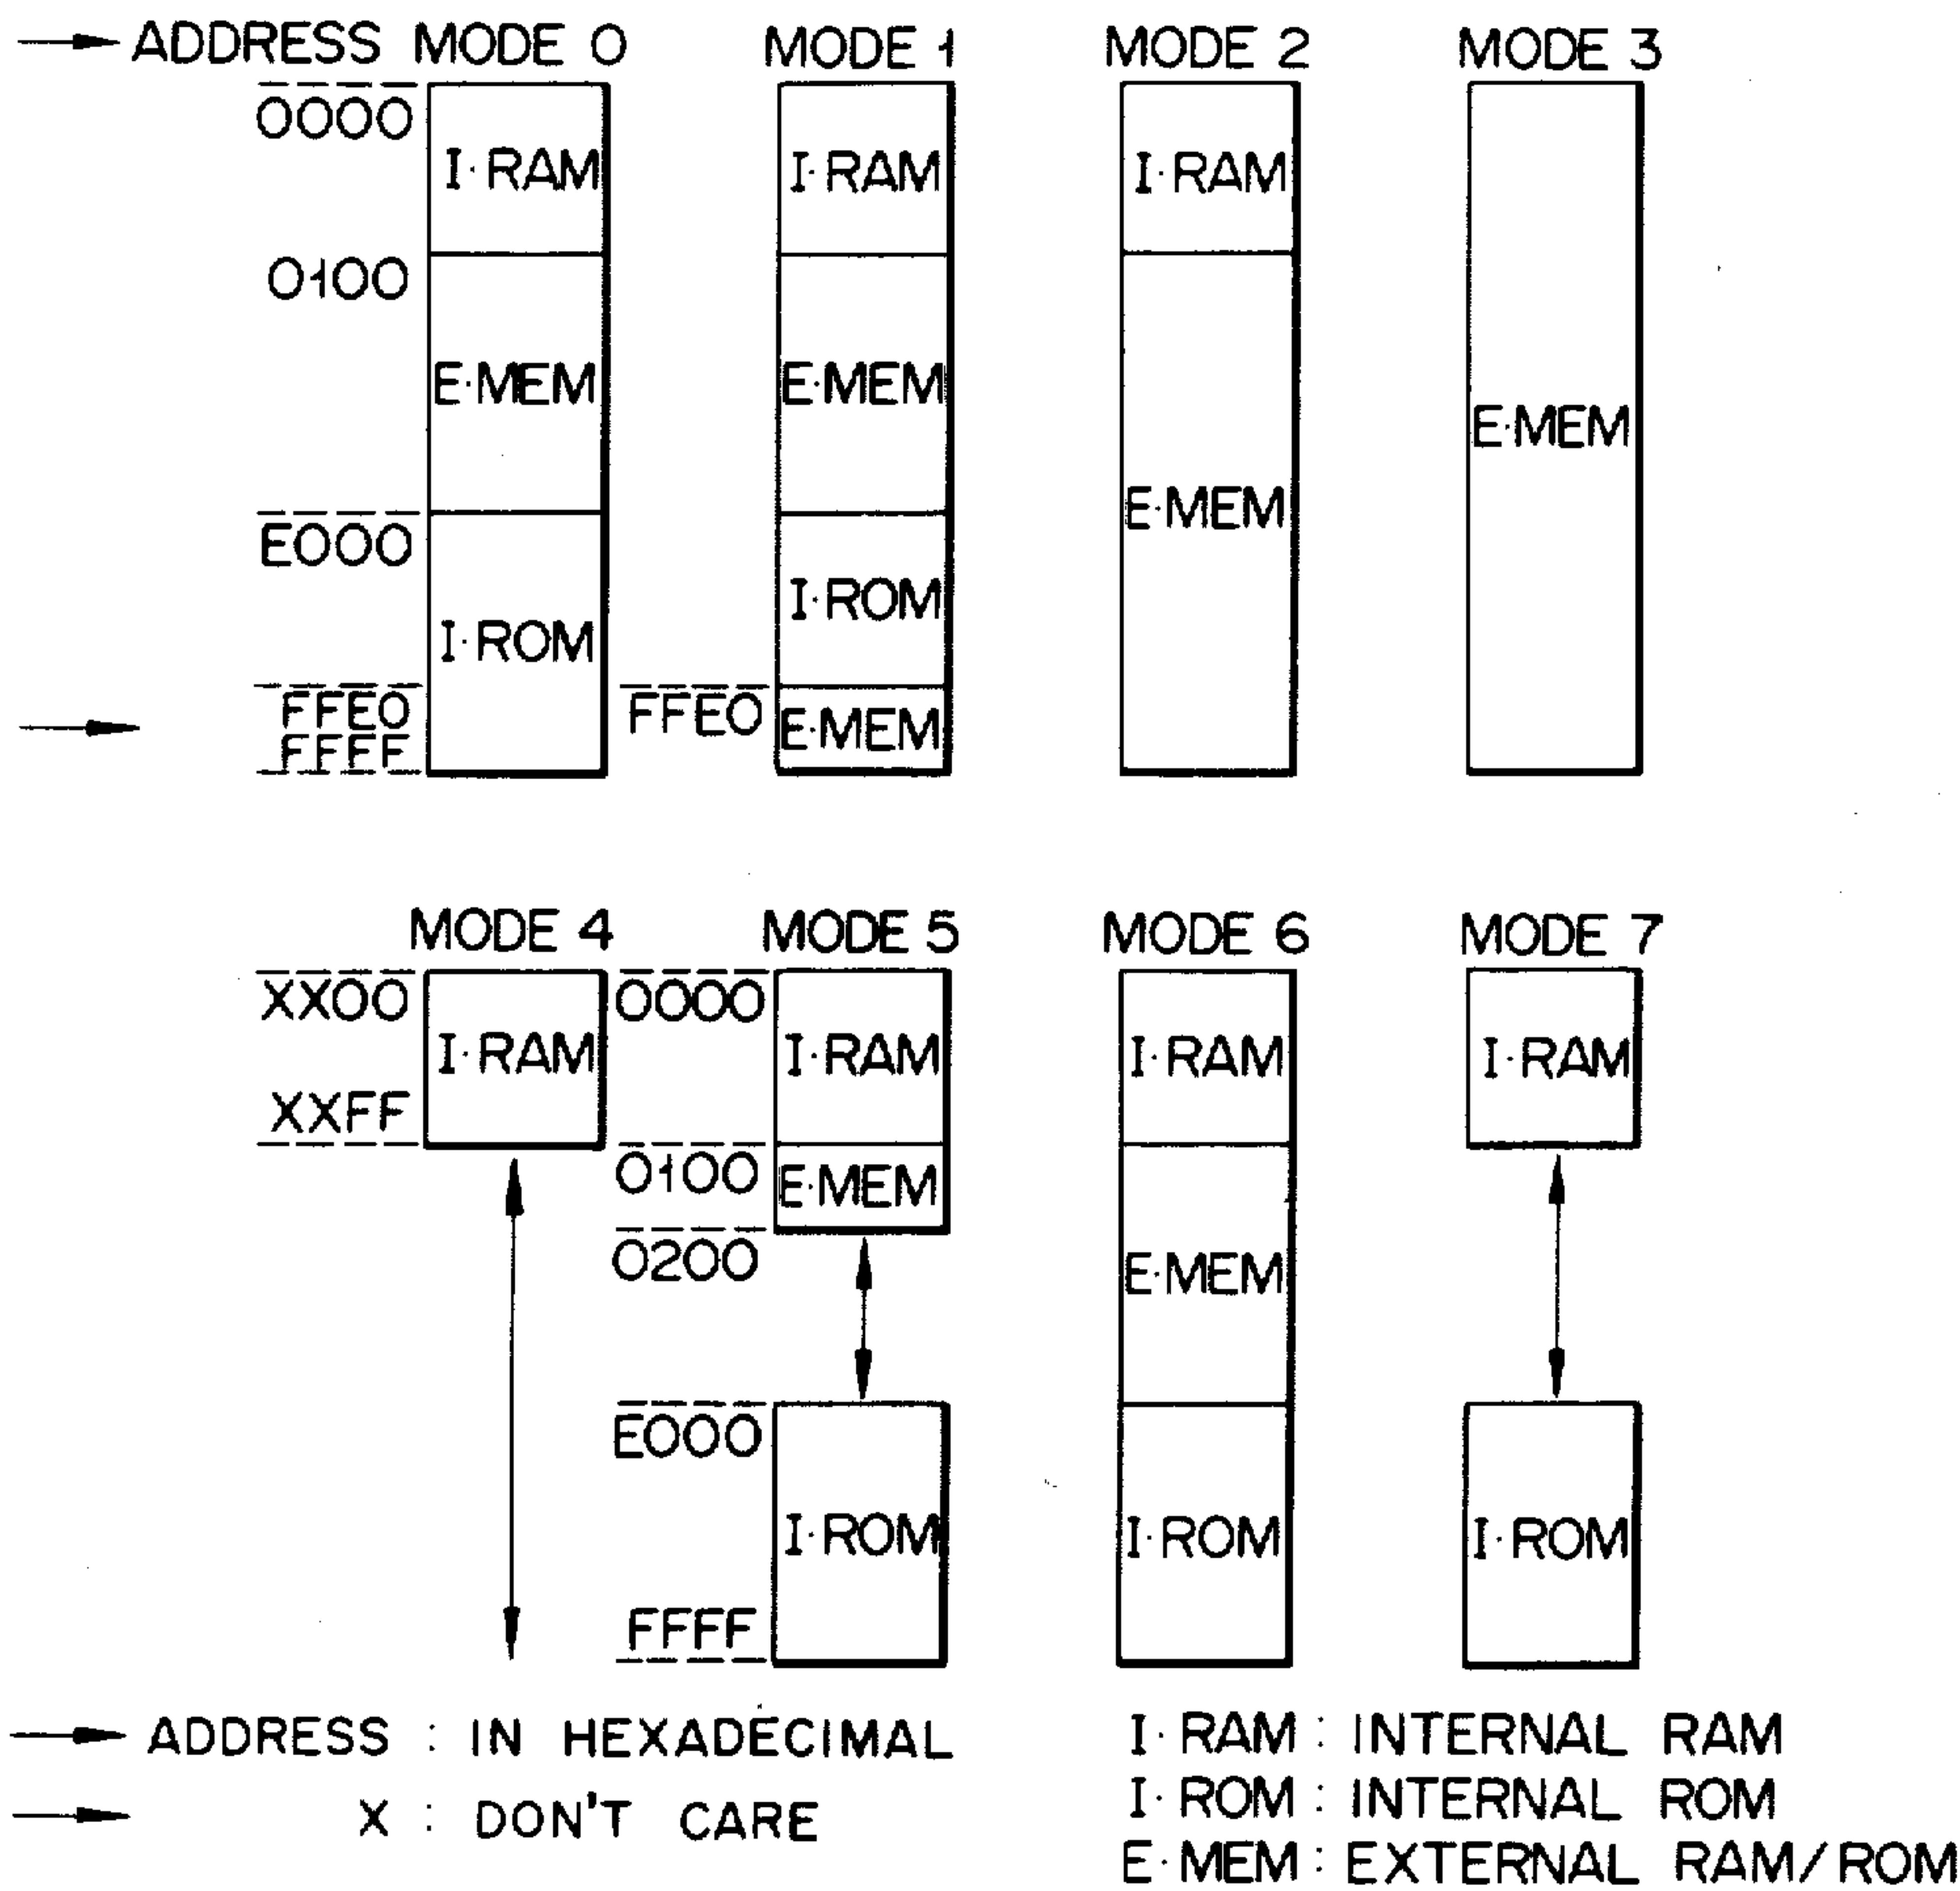 ADDRESS MODE 0 MODE 1 MODE 2 MODE 3
0000
I·RAM I·RAM I·RAM
0100
E·MEM E·MEM
E·MEM
E·MEM
E000
I·ROM
I·ROM
FFE0 FFE0 E·MEM
FFFF
MODE 4 MODE 5 MODE 6 MODE 7
XX00 0000
I·RAM I·RAM I·RAM I·RAM
XXFF
0100 E·MEM
0200
E·MEM
E000
I·ROM I·ROM I·ROM
FFFF
ADDRESS : IN HEXADECIMAL
X : DON'T CARE
I·RAM : INTERNAL RAM
I·ROM : INTERNAL ROM
E·MEM : EXTERNAL RAM/ROM